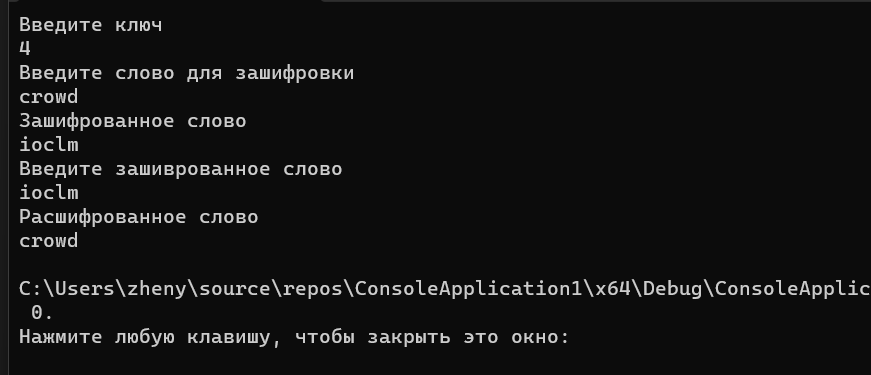 Введите ключ
4
Введите слово для зашифровки
crowd
Зашифрованное слово
ioclm
Введите зашиврованное слово
ioclm
Расшифрованное слово
crowd
C:\Users\zheny\source\repos\ConsoleApplication1\x64\Debug\ConsoleApplic
0.
Нажмите любую клавишу, чтобы закрыть это окно: